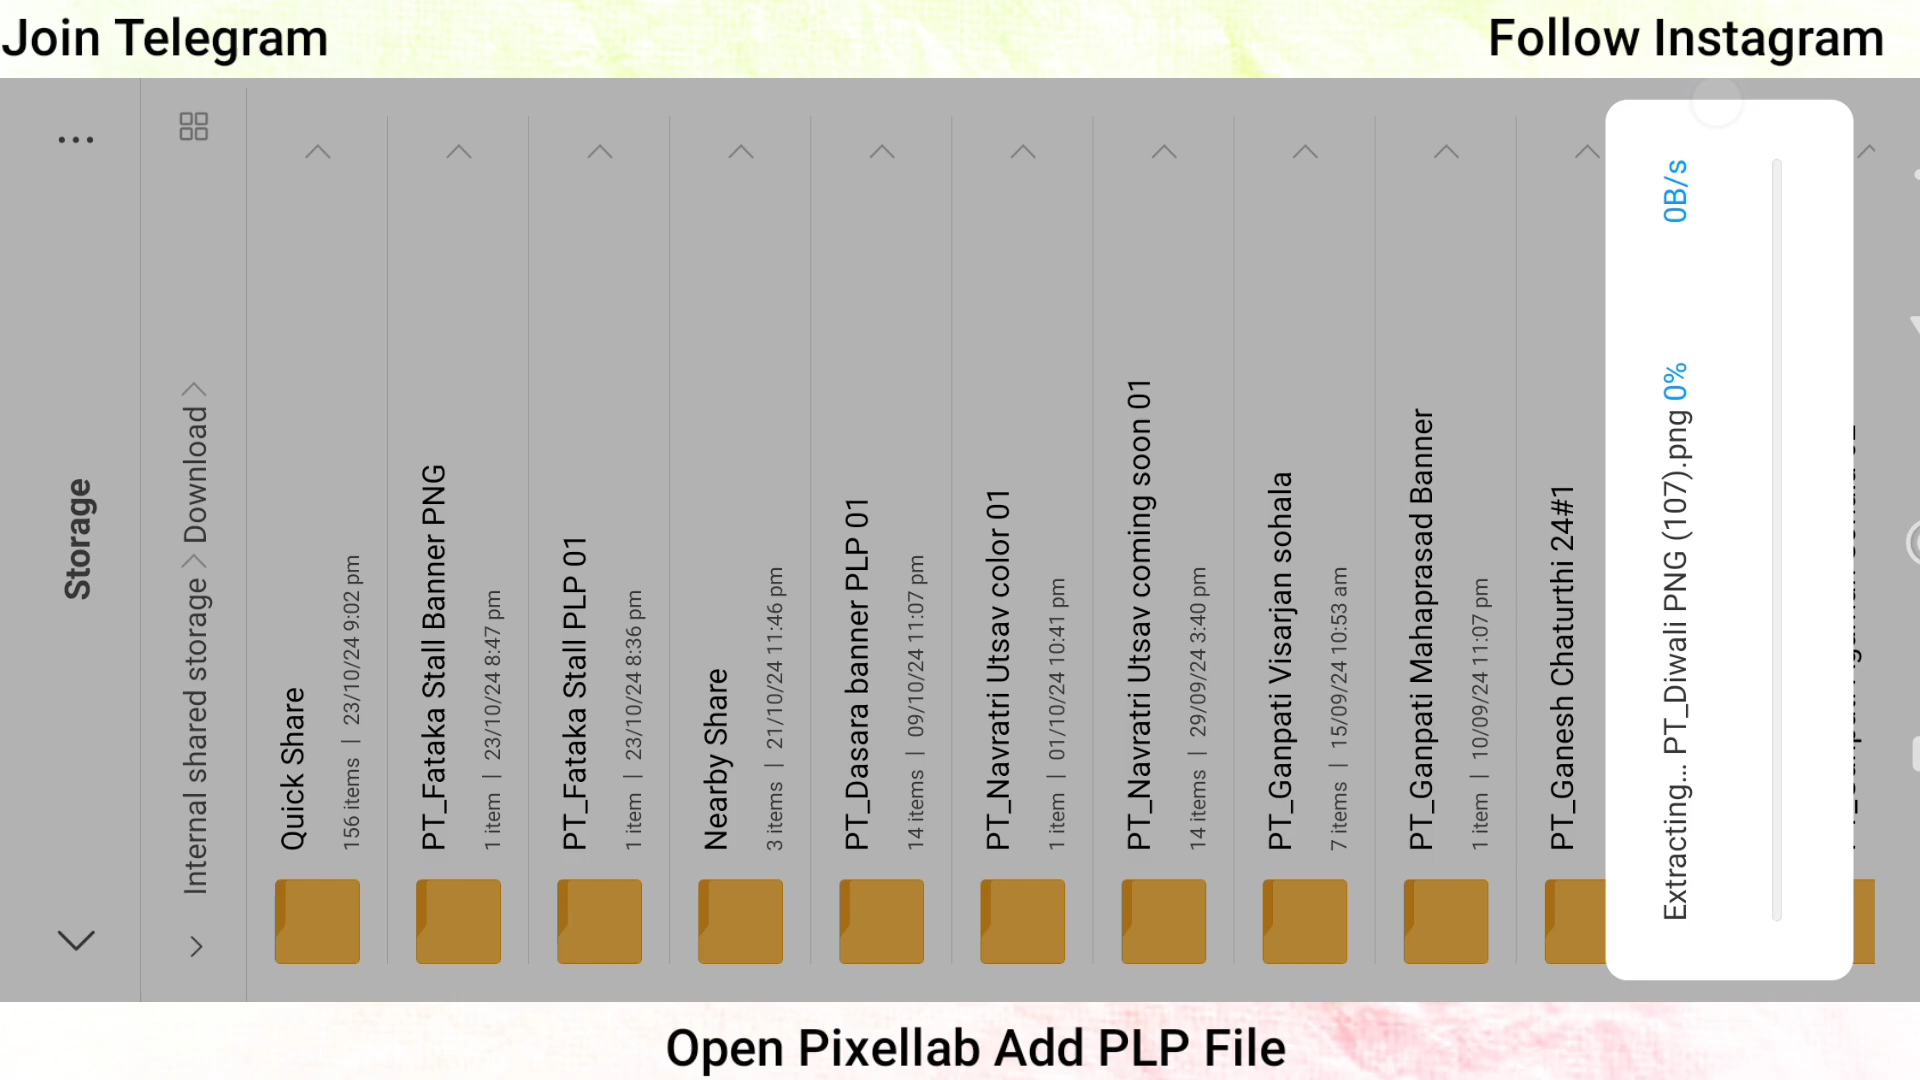 Join Telegram
Follow Instagram
Storage
Internal shared storage > Download >
Quick Share
156 items | 23/10/24 9:02 pm
PT_Fataka Stall Banner PNG
1 item | 23/10/24 8:47 pm
PT_Fataka Stall PLP 01
1 item | 23/10/24 8:36 pm
Nearby Share
3 items | 21/10/24 11:46 pm
PT_Dasara banner PLP 01
14 items | 09/10/24 11:07 pm
PT_Navratri Utsav color 01
1 item | 01/10/24 10:41 pm
PT_Navratri Utsav coming soon 01
14 items | 29/09/24 3:40 pm
PT_Ganpati Visarjan sohala
7 items | 15/09/24 10:53 am
PT_Ganpati Mahaprasad Banner
1 item | 10/09/24 11:07 pm
PT_Ganesh Chaturthi 24#1
Extracting... PT_Diwali PNG (107).png 0% 0B/s
Open Pixellab Add PLP File